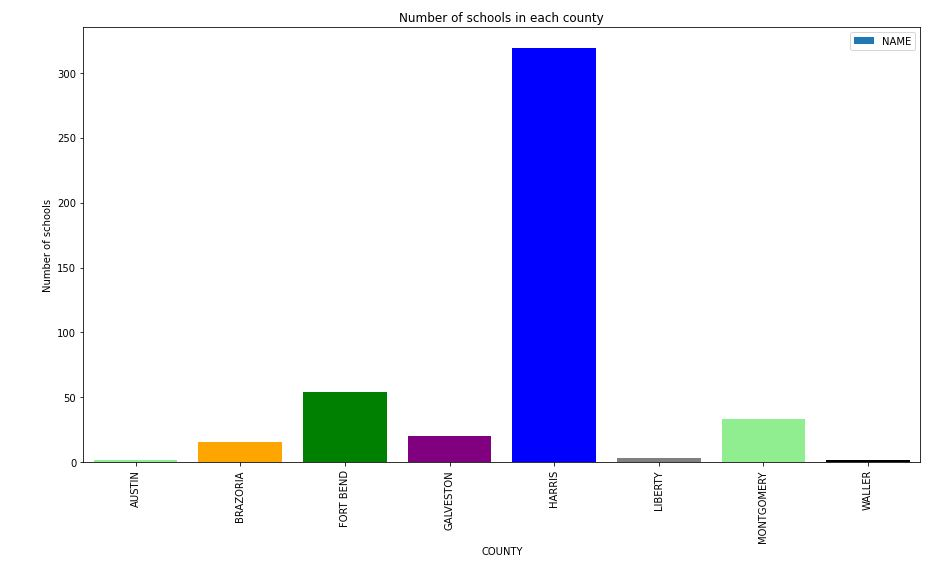 Number of schools in each county
NAME
Number of schools
300
250
200
150
100
50
0
AUSTIN
BRAZORIA
FORT BEND
GALVESTON
HARRIS
LIBERTY
MONTGOMERY
WALLER
COUNTY